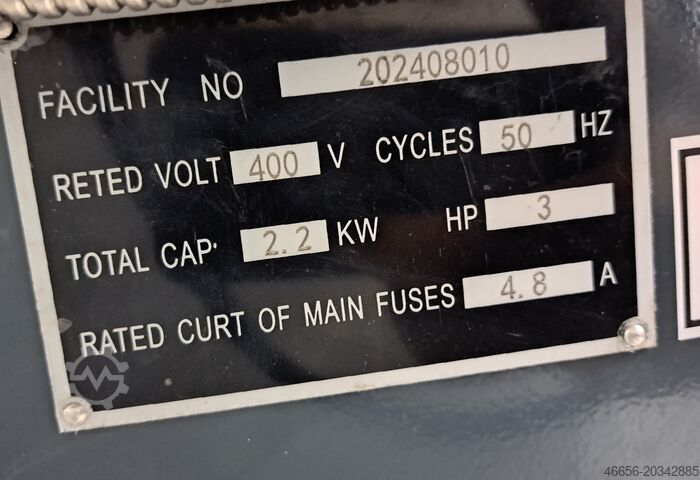 FACILITY NO 202408010
RETED VOLT 400 V CYCLES 50 HZ
TOTAL CAP. 2.2 KW HP 3
RATED CURT OF MAIN FUSES 4.8 A
46656-20342885